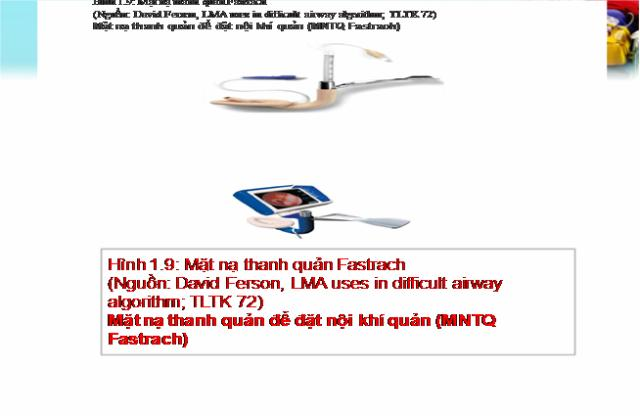 Hình 1.9: Mặt nạ thanh quản Fastrach
(Nguồn: David Ferson, LMA uses in difficult airway algorithm; TLTK 72)
Mặt nạ thanh quản để đặt nội khí quản (MNTQ Fastrach)
Hình 1.9: Mặt nạ thanh quản Fastrach
(Nguồn: David Ferson, LMA uses in difficult airway
algorithm; TLTK 72)
Mặt nạ thanh quản để đặt nội khí quản (MNTQ
Fastrach)